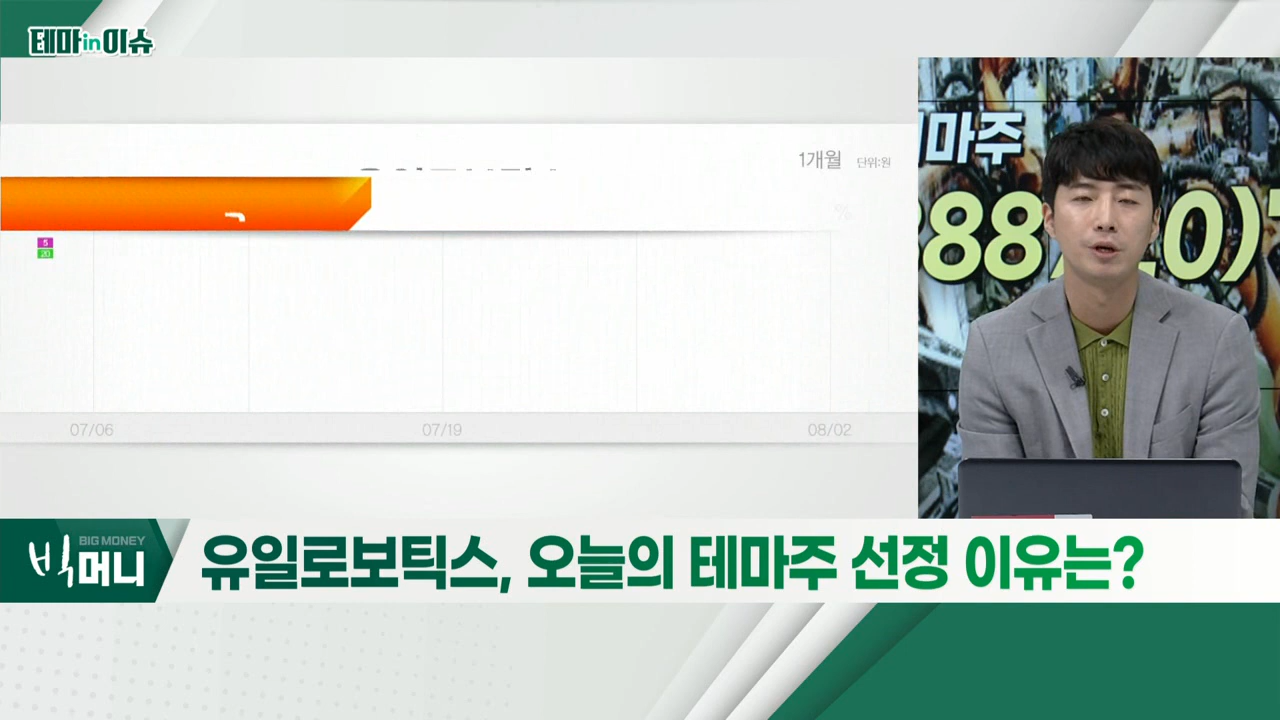 테마in이슈
1개월 단위:원
%
5
20
07/06 07/19 08/02
마주
BIG MONEY
빅머니
유일로보틱스, 오늘의 테마주 선정 이유는?